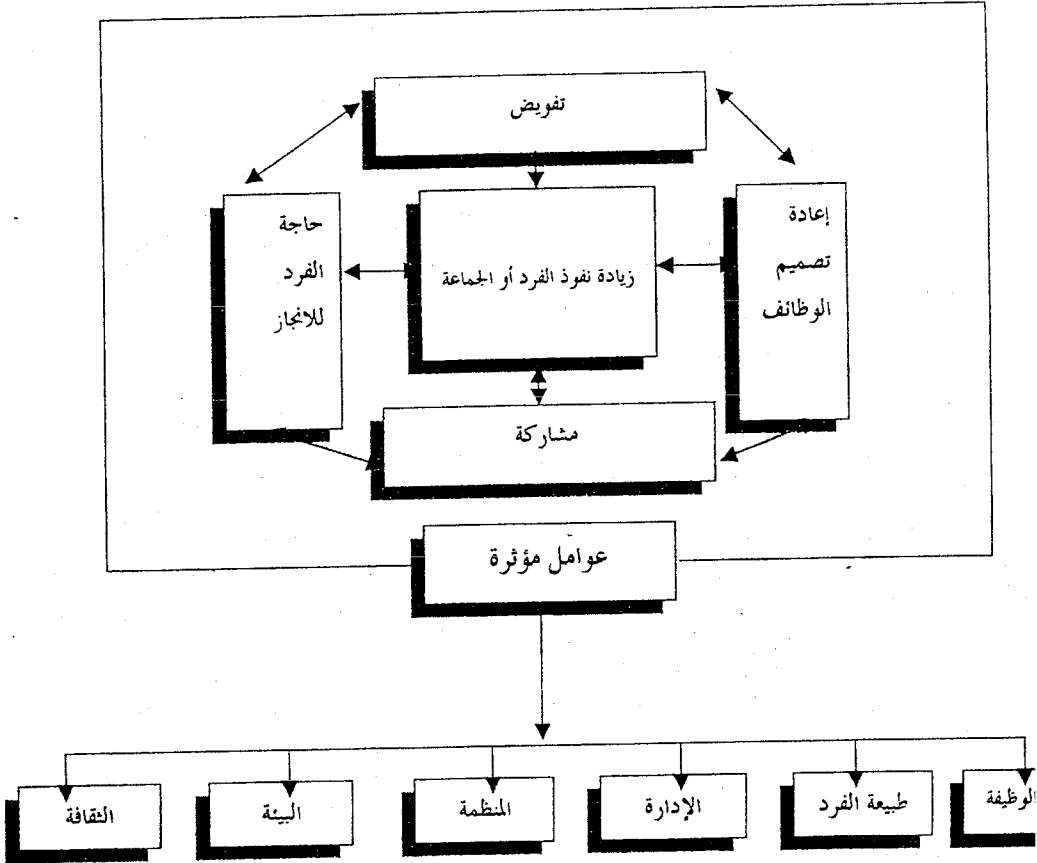 تفويض
إعادة
تصميم
الوظائف
زيادة نفوذ الفرد أو الجماعة
حاجة
الفرد
للانجاز
مشاركة
عوامل مؤثرة
الوظيفة
طبيعة الفرد
الإدارة
المنظمة
البيئة
الثقافة